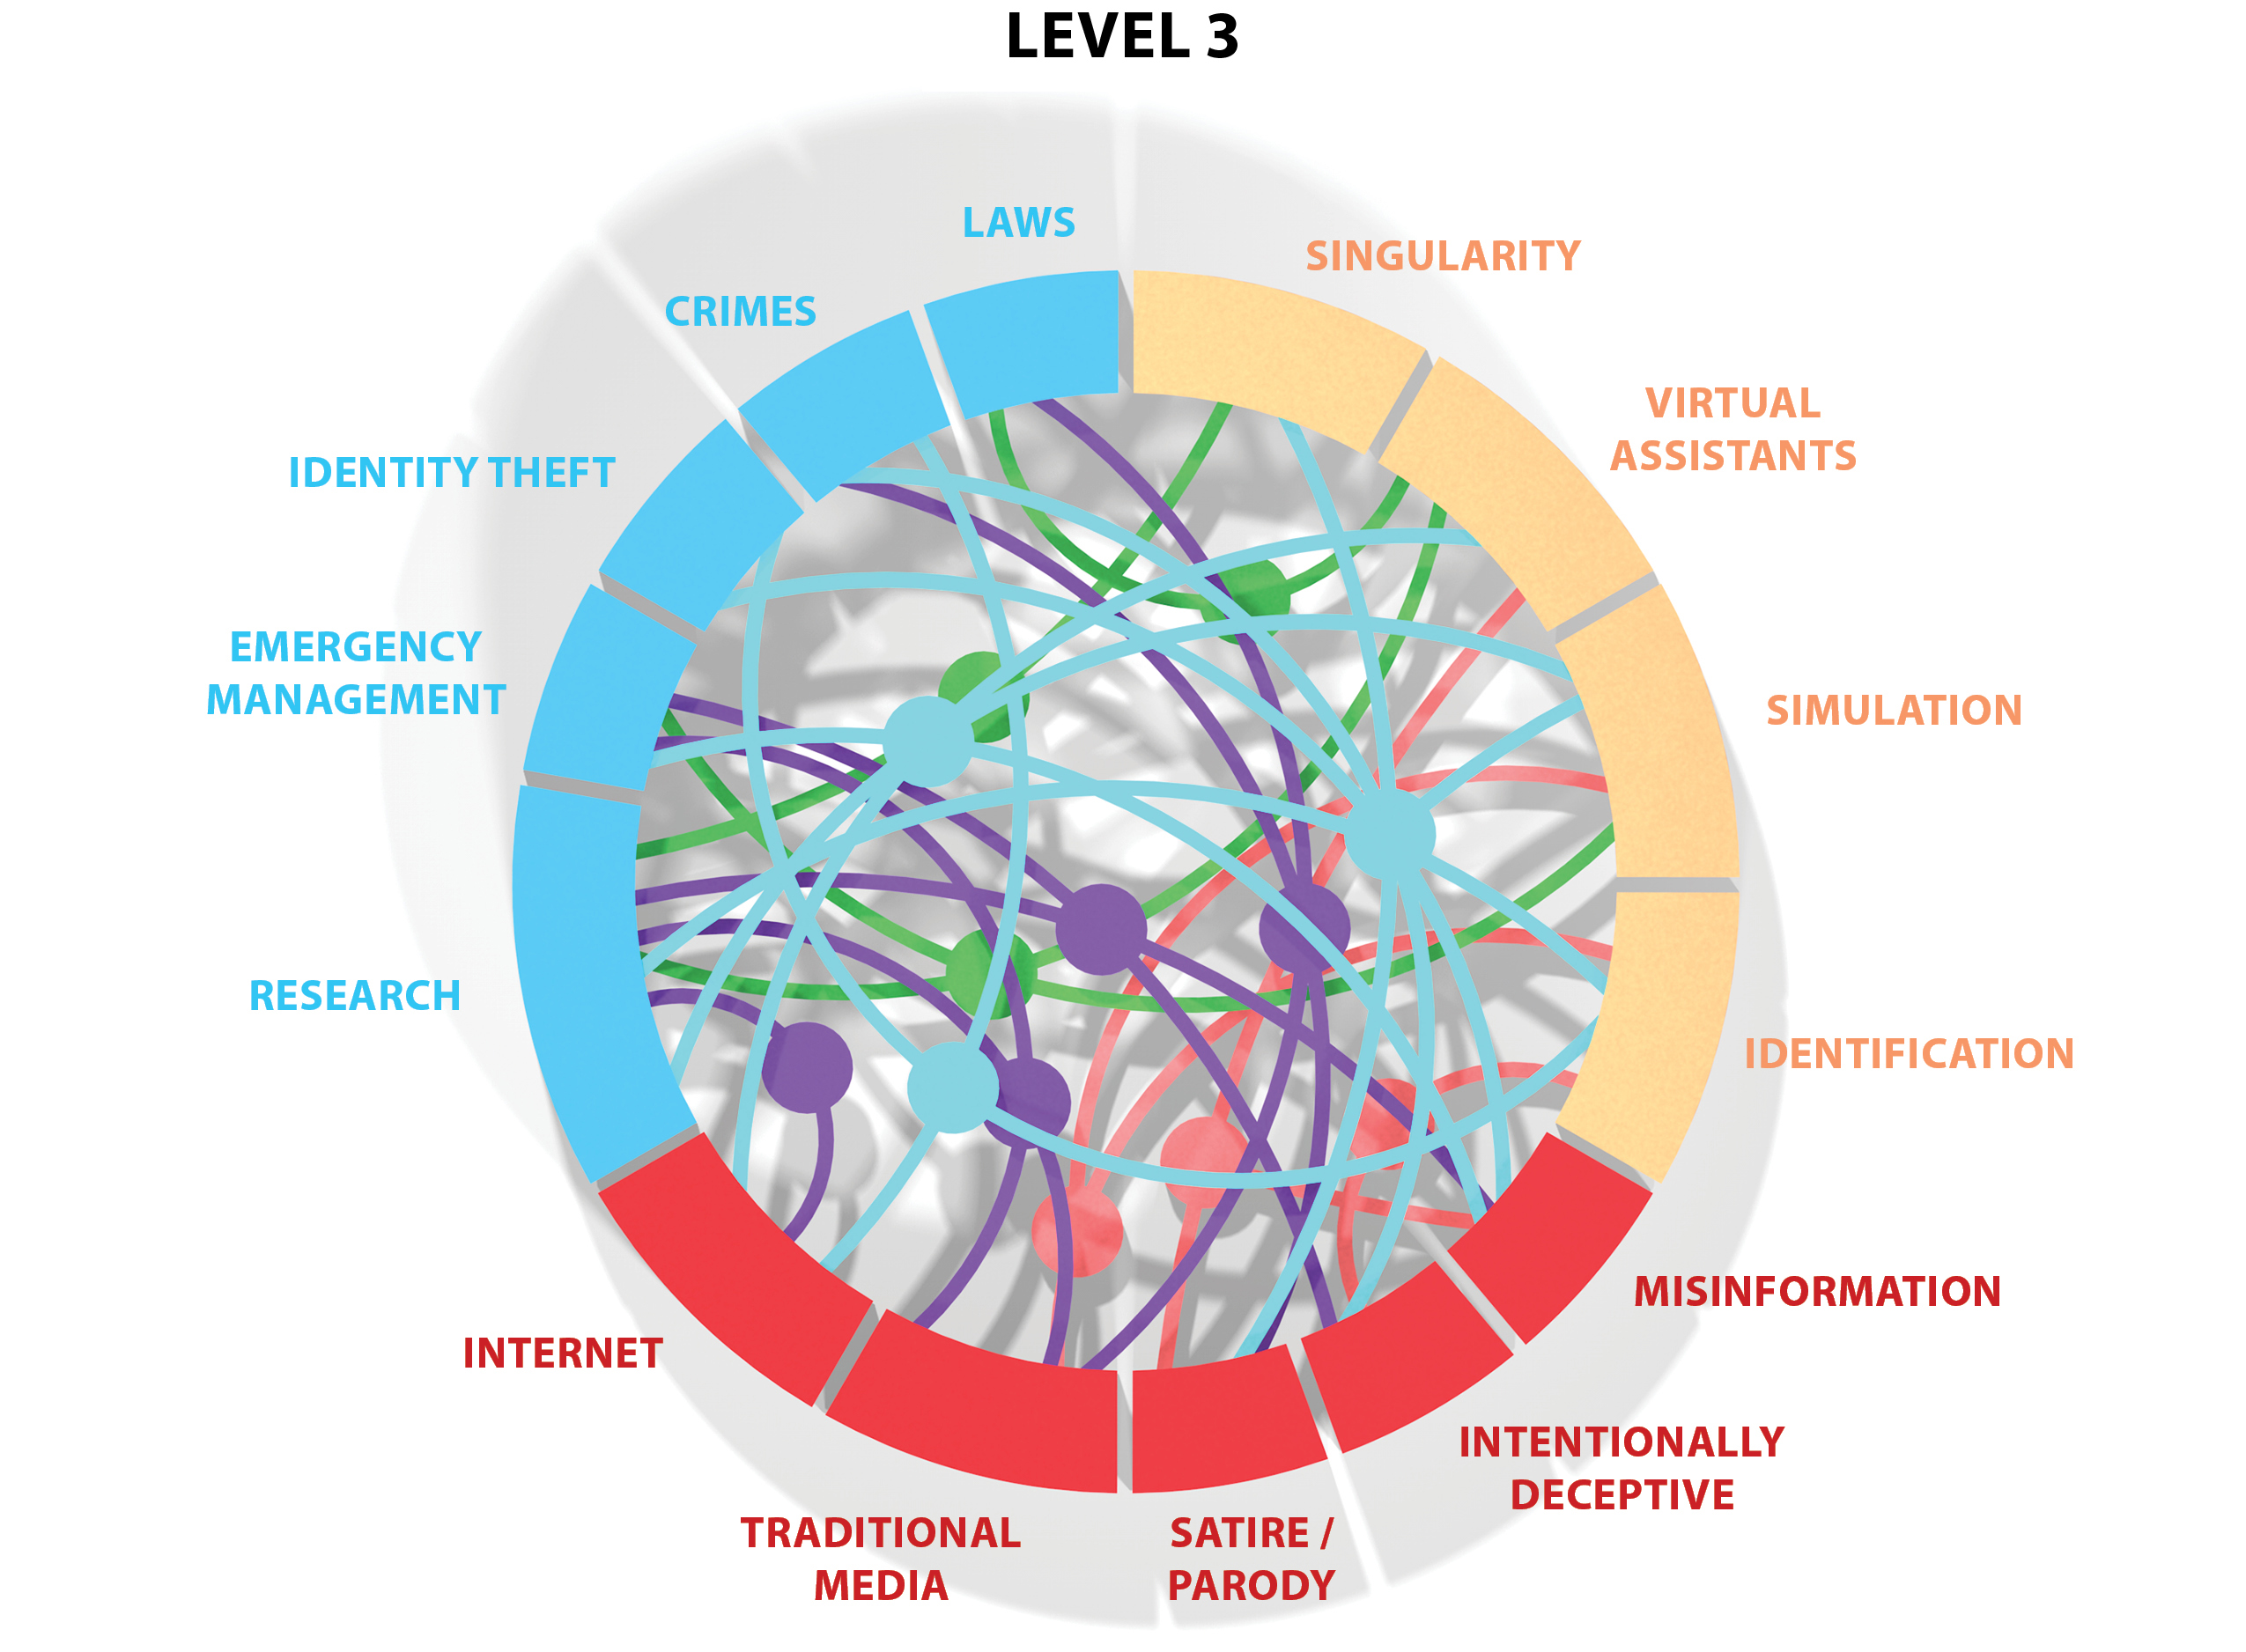 LEVEL 3
LAWS
SINGULARITY
CRIMES
VIRTUAL
ASSISTANTS
IDENTITY THEFT
EMERGENCY
MANAGEMENT
SIMULATION
RESEARCH
IDENTIFICATION
MISINFORMATION
INTERNET
INTENTIONALLY
DECEPTIVE
TRADITIONAL
MEDIA
SATIRE /
PARODY